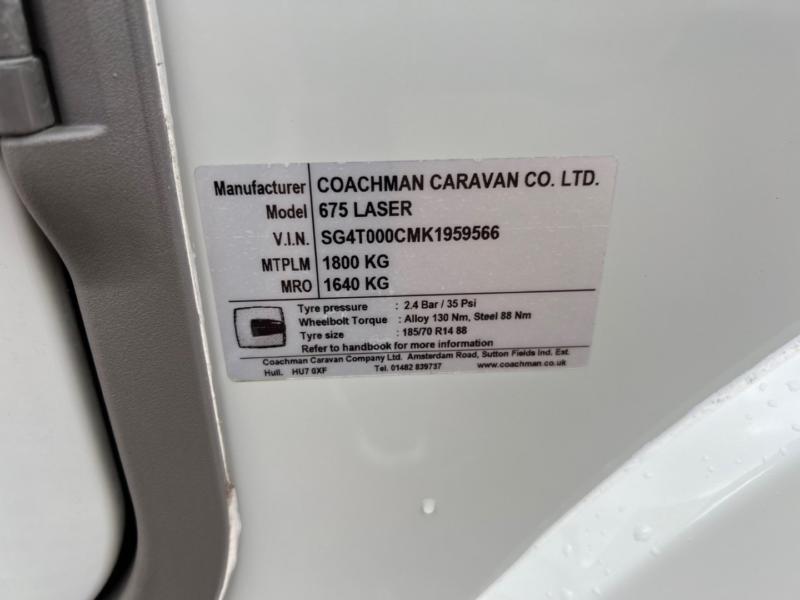 Manufacturer COACHMAN CARAVAN CO. LTD.
Model 675 LASER
V.I.N. SG4T000CMK1959566
MTPLM 1800 KG
MRO 1640 KG
Tyre pressure : 2.4 Bar / 35 Psi
Wheelbolt Torque : Alloy 130 Nm, Steel 88 Nm
Tyre size : 185/70 R14 88
Refer to handbook for more information
Coachman Caravan Company Ltd. Amsterdam Road, Sutton Fields Ind. Est.
Hull. HU7 0XF Tel. 01482 839737 www.coachman.co.uk